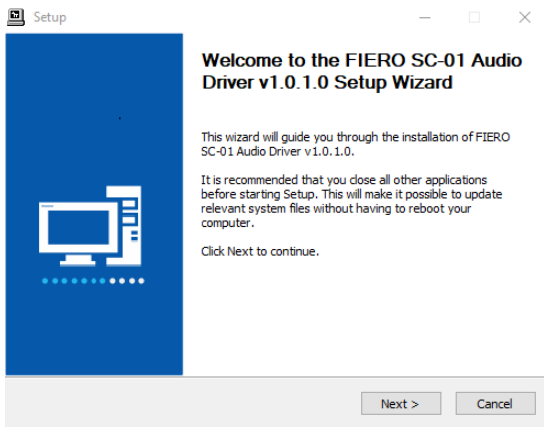 Setup
Welcome to the FIERO SC-01 Audio
Driver v1.0.1.0 Setup Wizard
This wizard will guide you through the installation of FIERO
SC-01 Audio Driver v1.0.1.0.
It is recommended that you close all other applications
before starting Setup. This will make it possible to update
relevant system files without having to reboot your
computer.
Click Next to continue.
Next >
Cancel